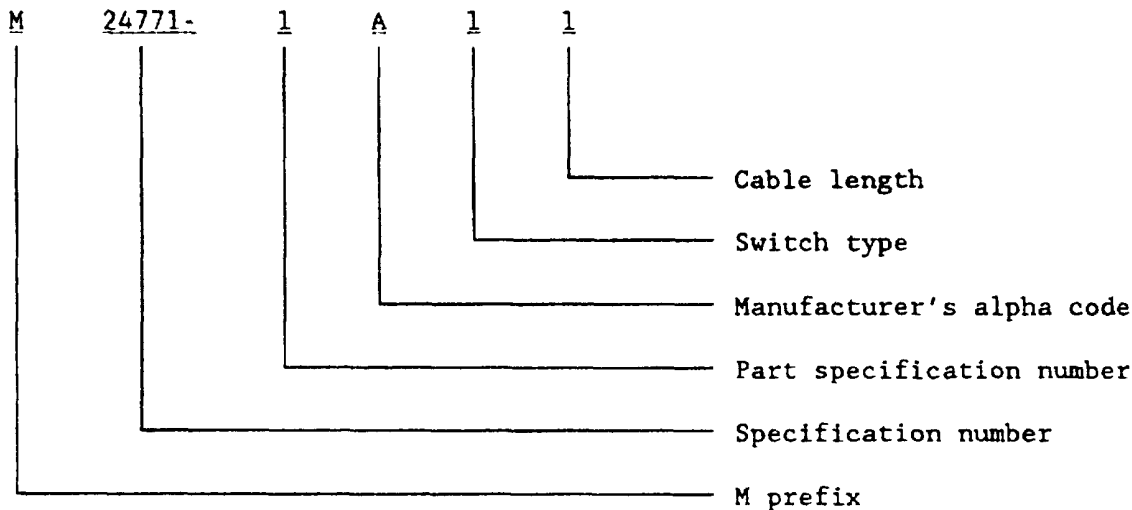 M 24771- 1 A 1 1
Cable length
Switch type
Manufacturer's alpha code
Part specification number
Specification number
M prefix